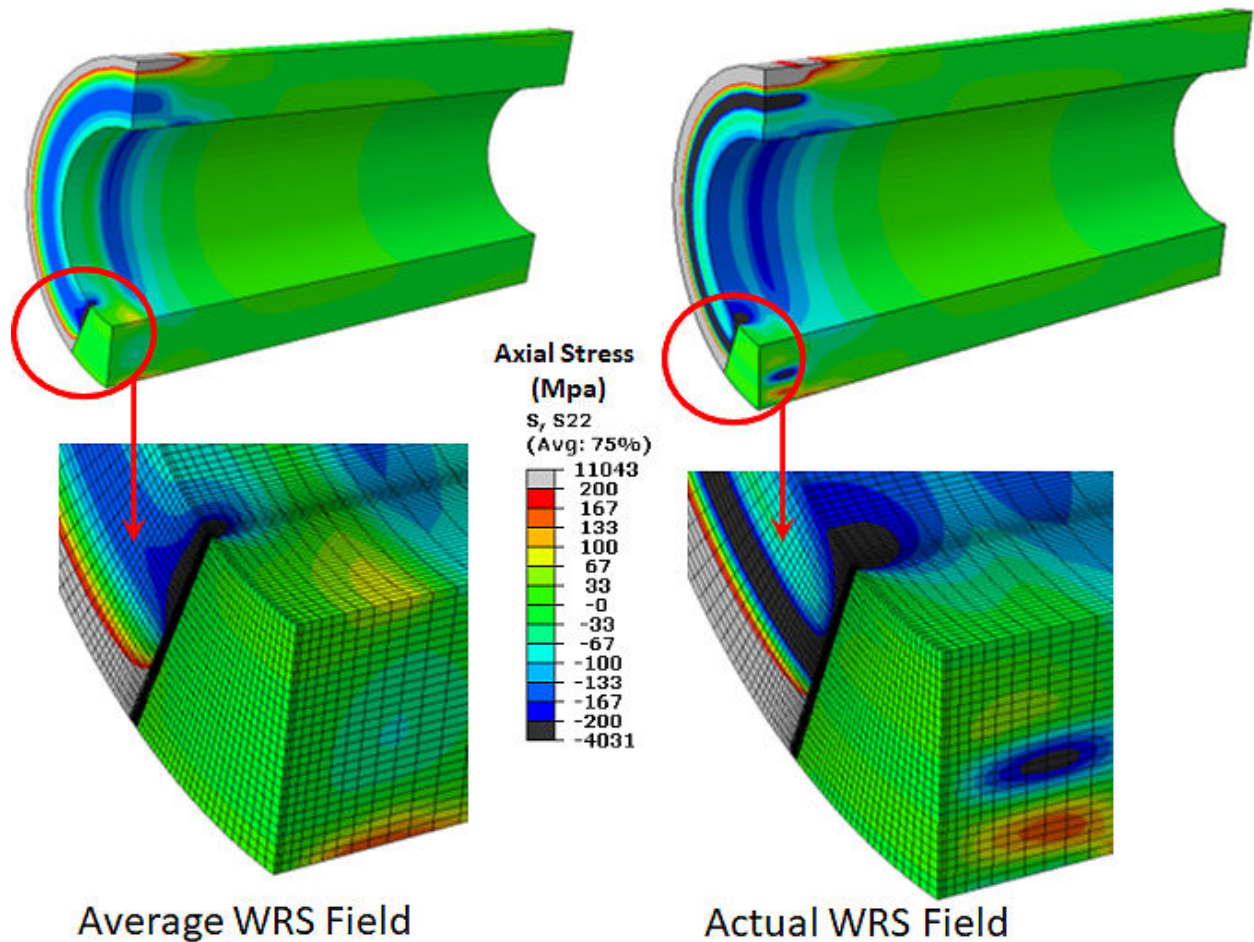 Axial Stress
(Mpa)
S, S22
(Avg: 75%)
11043
200
167
133
100
67
33
-0
-33
-67
-100
-133
-167
-200
-4031
Average WRS Field
Actual WRS Field